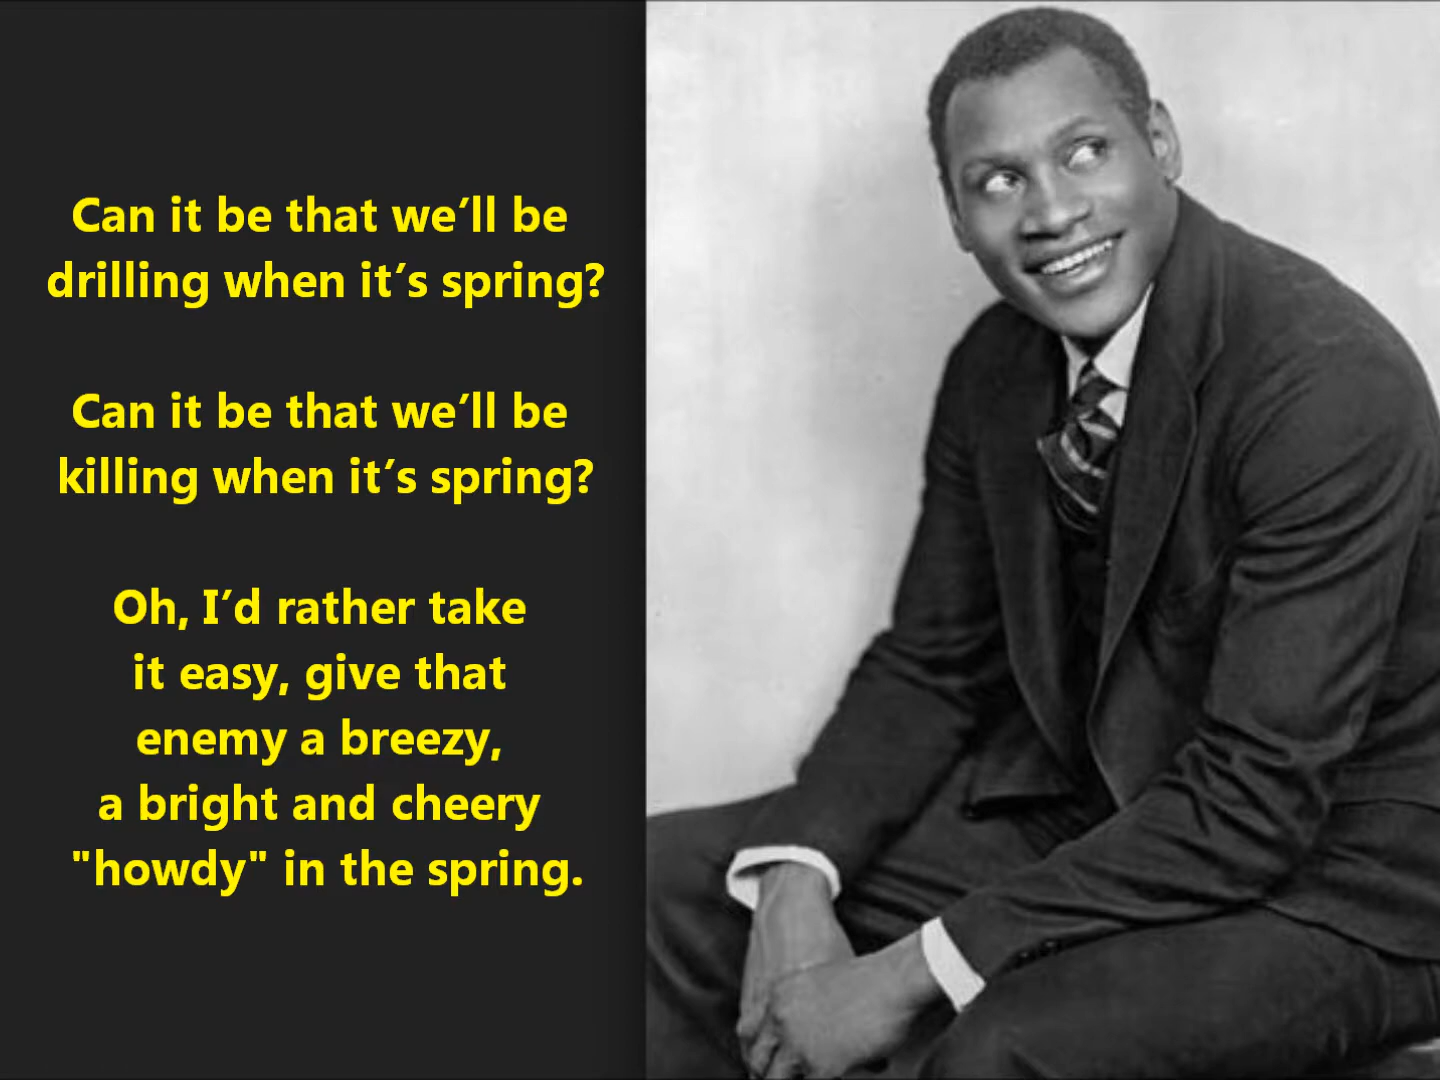 Can it be that we’ll be
drilling when it’s spring?
Can it be that we’ll be
killing when it’s spring?
Oh, I’d rather take
it easy, give that
enemy a breezy,
a bright and cheery
"howdy" in the spring.